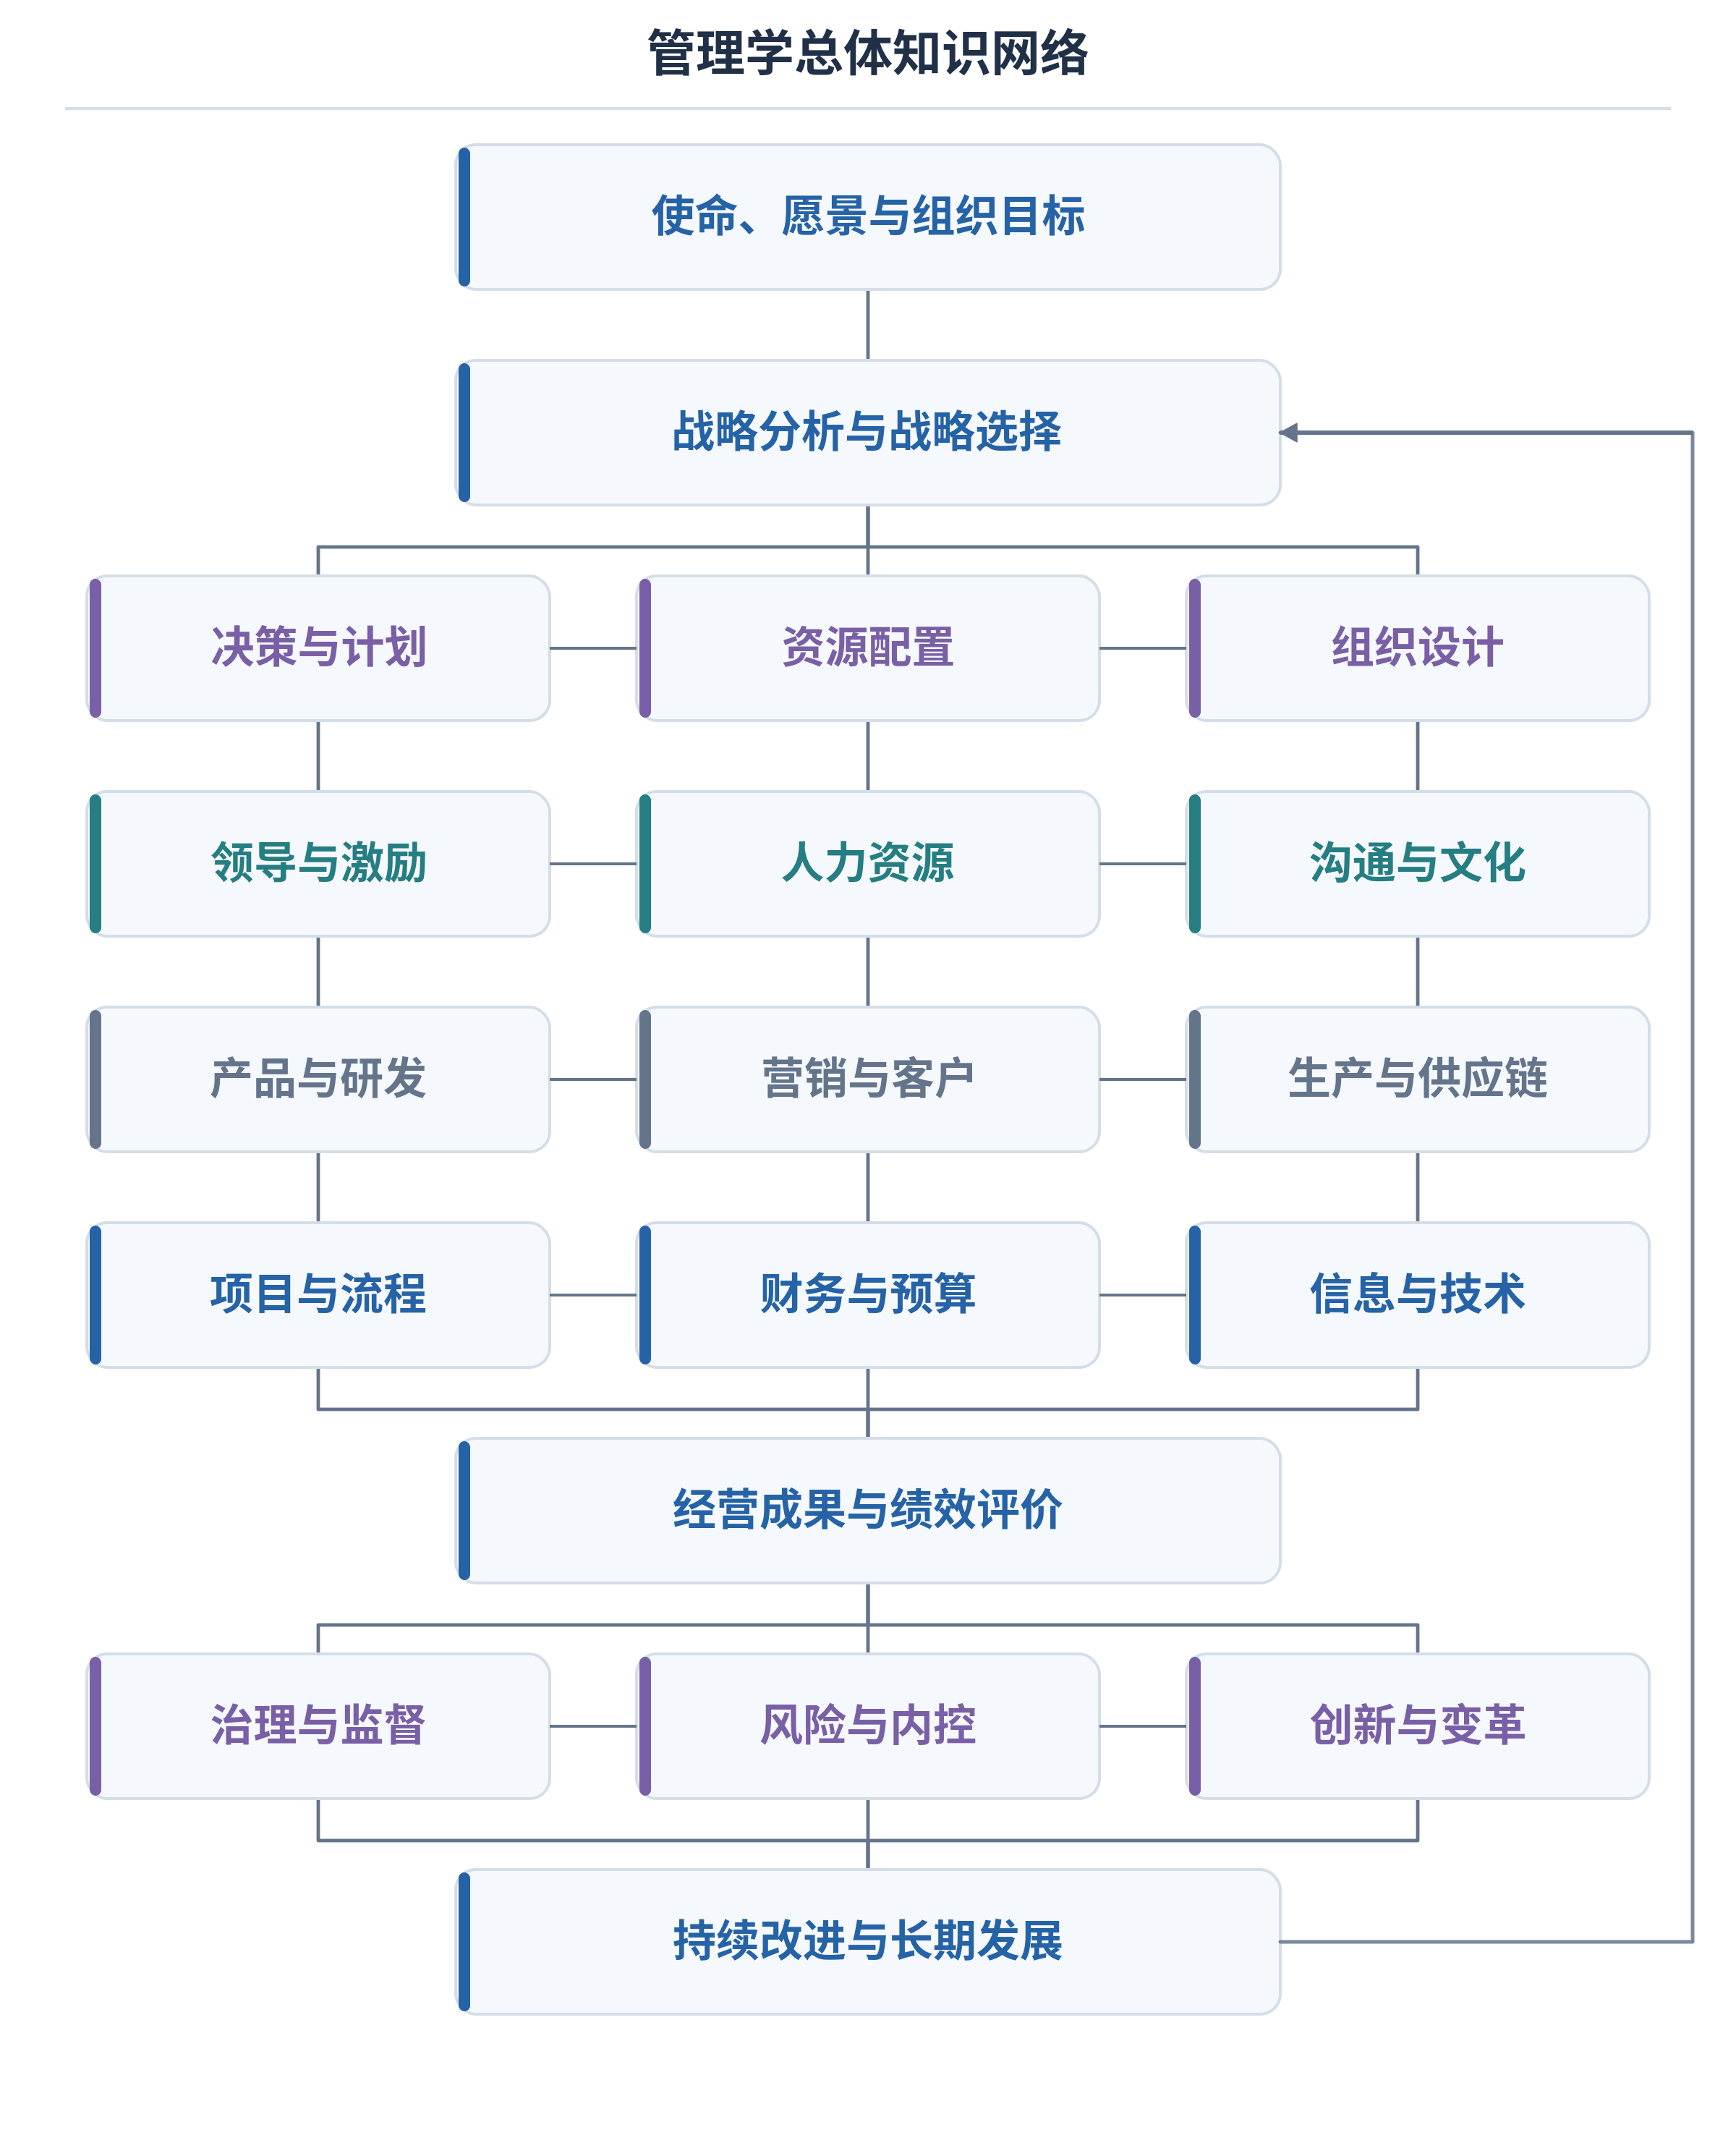 管理学总体知识网络
使命、愿景与组织目标
战略分析与战略选择
决策与计划
资源配置
组织设计
领导与激励
人力资源
沟通与文化
产品与研发
营销与客户
生产与供应链
项目与流程
财务与预算
信息与技术
经营成果与绩效评价
治理与监督
风险与内控
创新与变革
持续改进与长期发展